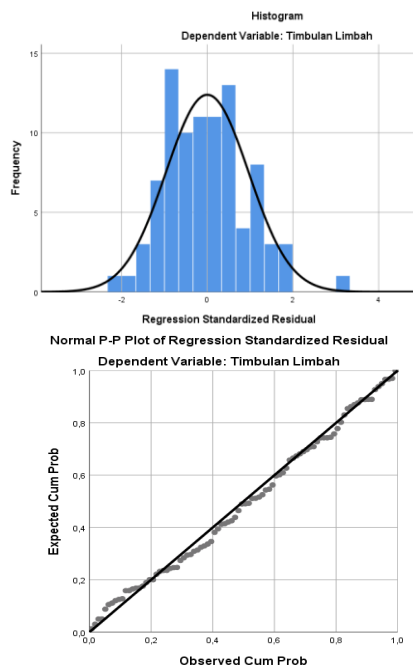 Histogram
Dependent Variable: Timbulan Limbah
15
10
5
0
Frequency
-2 0 2 4
Regression Standardized Residual
Normal P-P Plot of Regression Standardized Residual
Dependent Variable: Timbulan Limbah
1,0
0,8
0,6
0,4
0,2
0,0
Expected Cum Prob
0,0 0,2 0,4 0,6 0,8 1,0
Observed Cum Prob